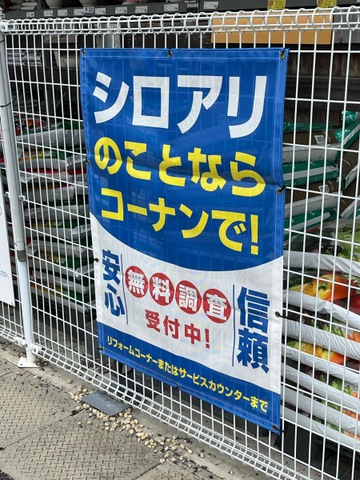 シロアリ
のことなら
コーナンで!
安心
無料調査
受付中!
信頼
リフォームコーナーまたはサービスカウンターまで